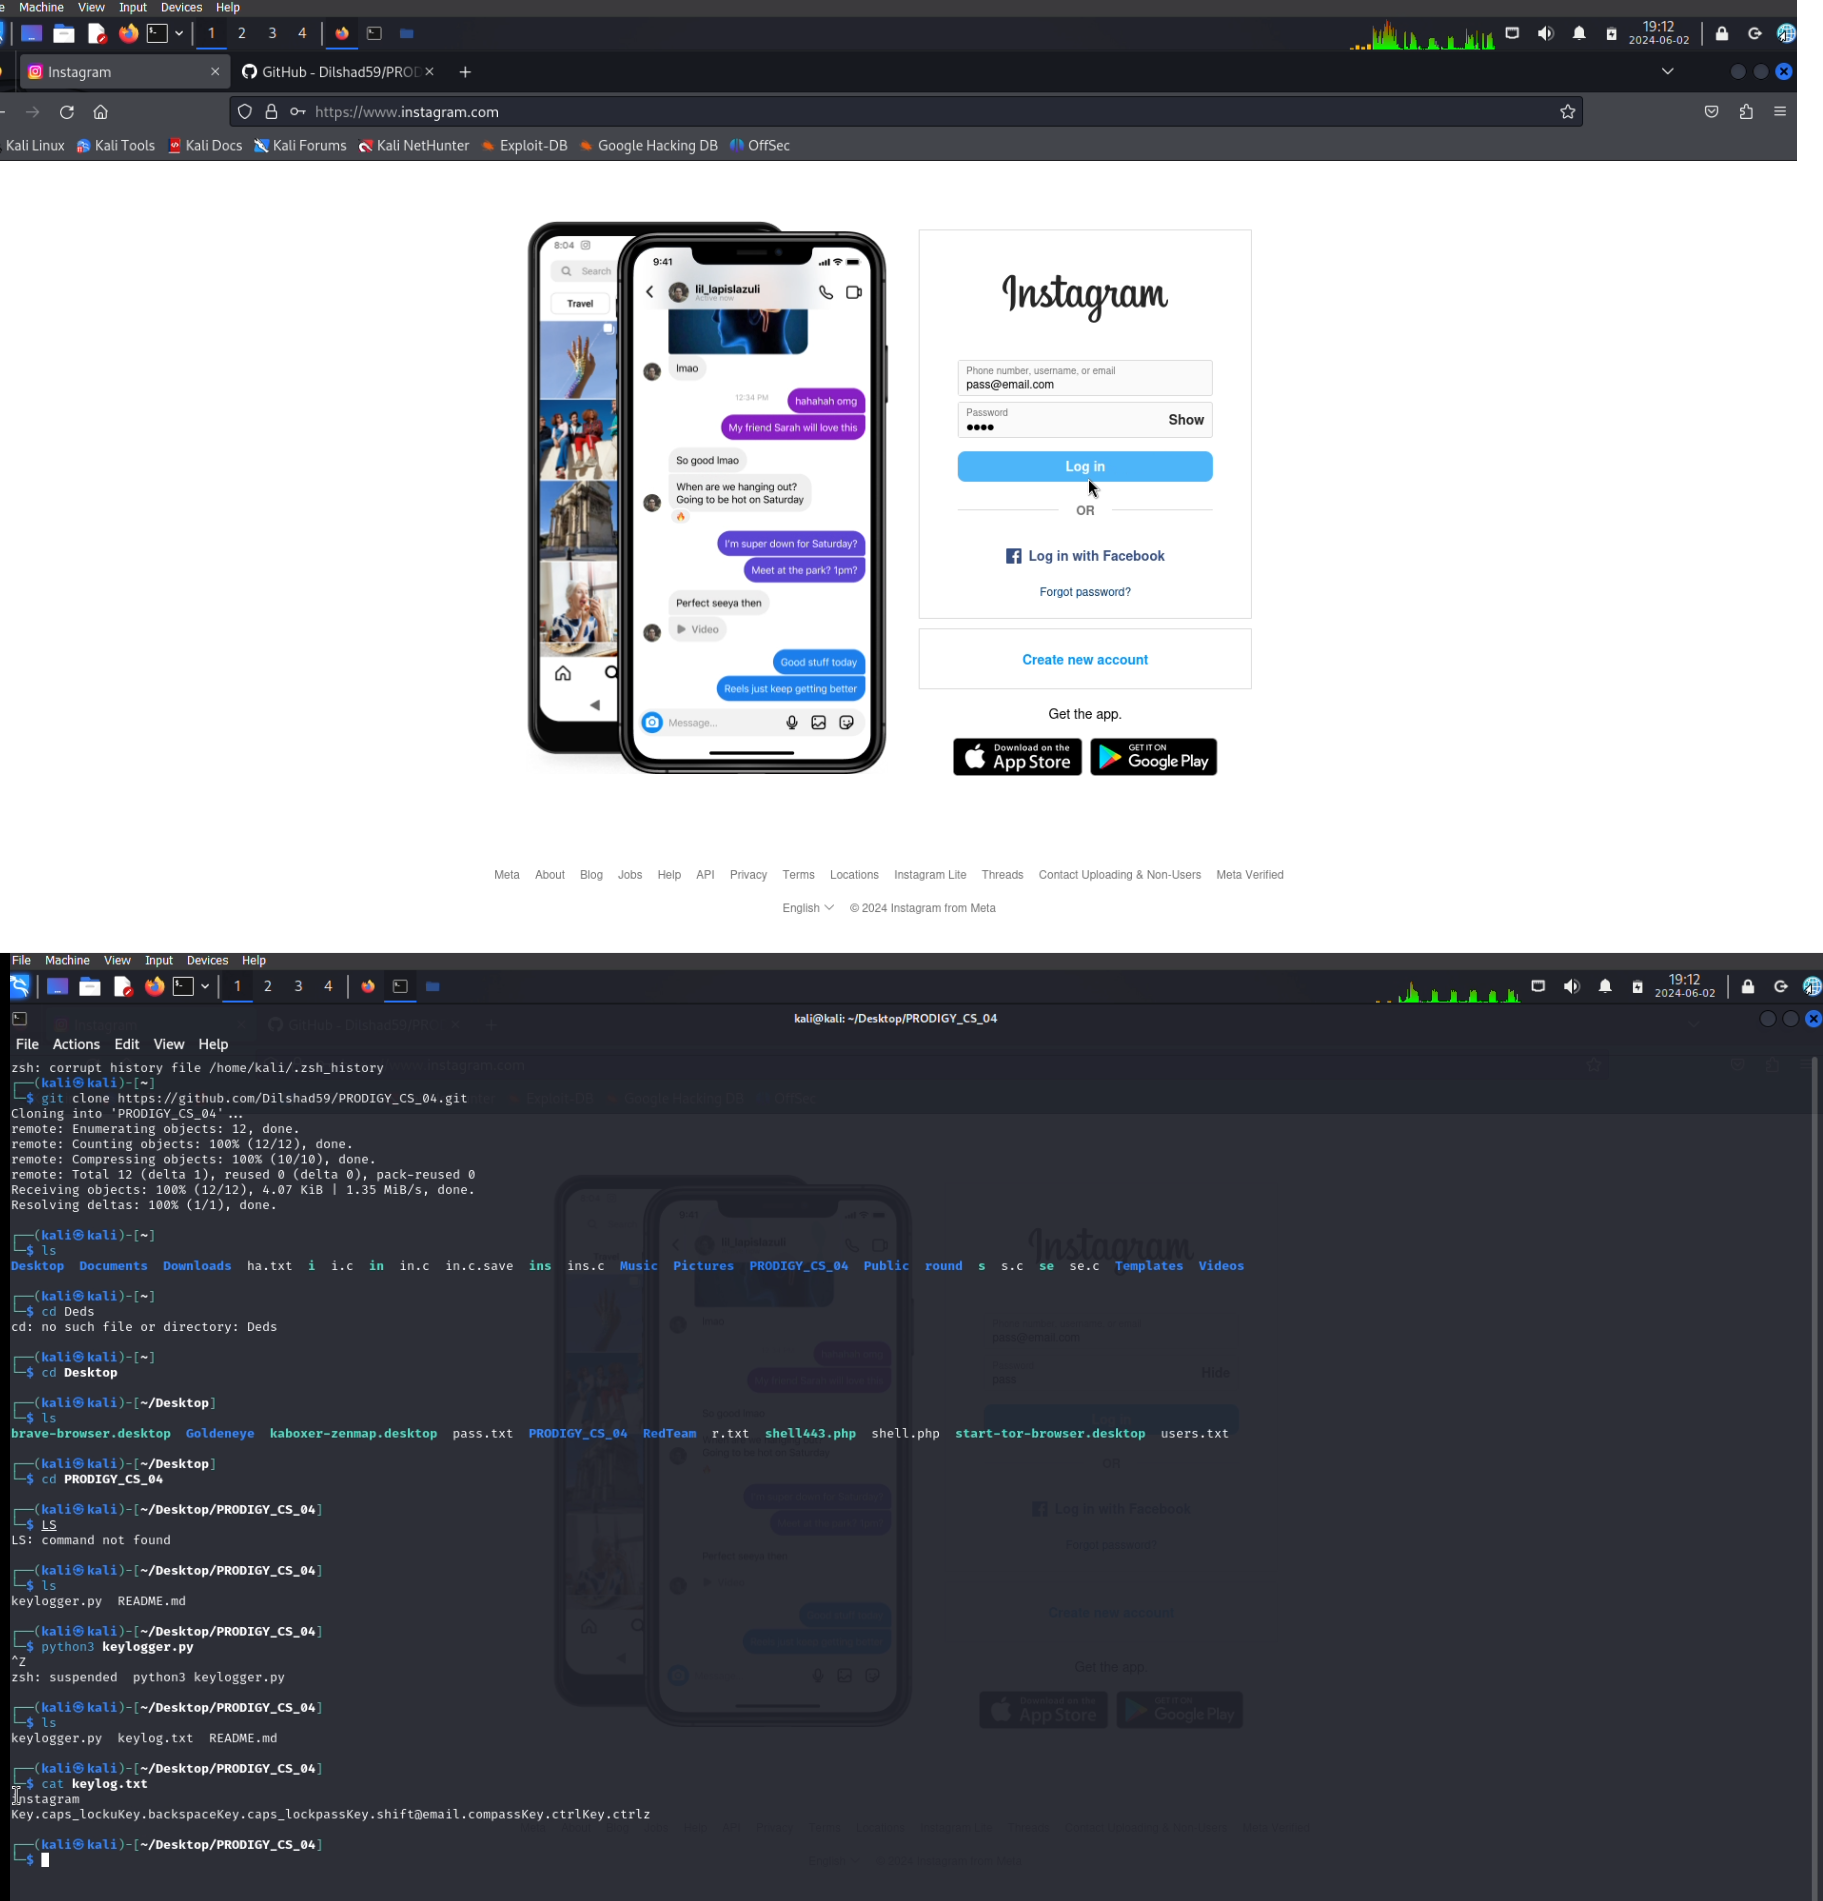 Machine View Input Devices Help
1 2 3 4
19:12
2024-06-02
Instagram
GitHub - Dilshad59/PROD
https://www.instagram.com
Kali Linux Kali Tools Kali Docs Kali Forums Kali NetHunter Exploit-DB Google Hacking DB OffSec
8:04
Search
Travel
9:41
lil_lapislazuli
Active now
lmao
12:34 PM
hahahah omg
My friend Sarah will love this
So good lmao
When are we hanging out?
Going to be hot on Saturday
I'm super down for Saturday?
Meet at the park? 1pm?
Perfect seeya then
Video
Good stuff today
Reels just keep getting better
Message...
Instagram
Phone number, username, or email
pass@email.com
Password
●●●●
Show
Log in
OR
Log in with Facebook
Forgot password?
Create new account
Get the app.
Download on the
App Store
GET IT ON
Google Play
Meta About Blog Jobs Help API Privacy Terms Locations Instagram Lite Threads Contact Uploading & Non-Users Meta Verified
English © 2024 Instagram from Meta
File Machine View Input Devices Help
1 2 3 4
19:12
2024-06-02
kali@kali: ~/Desktop/PRODIGY_CS_04
File Actions Edit View Help
zsh: corrupt history file /home/kali/.zsh_history
┌──(kali㉿kali)-[~]
└─$ git clone https://github.com/Dilshad59/PRODIGY_CS_04.git
Cloning into 'PRODIGY_CS_04'...
remote: Enumerating objects: 12, done.
remote: Counting objects: 100% (12/12), done.
remote: Compressing objects: 100% (10/10), done.
remote: Total 12 (delta 1), reused 0 (delta 0), pack-reused 0
Receiving objects: 100% (12/12), 4.07 KiB | 1.35 MiB/s, done.
Resolving deltas: 100% (1/1), done.
┌──(kali㉿kali)-[~]
└─$ ls
Desktop Documents Downloads ha.txt i i.c in in.c in.c.save ins ins.c Music Pictures PRODIGY_CS_04 Public round s s.c se se.c Templates Videos
┌──(kali㉿kali)-[~]
└─$ cd Deds
cd: no such file or directory: Deds
┌──(kali㉿kali)-[~]
└─$ cd Desktop
┌──(kali㉿kali)-[~/Desktop]
└─$ ls
brave-browser.desktop Goldeneye kaboxer-zenmap.desktop pass.txt PRODIGY_CS_04 RedTeam r.txt shell443.php shell.php start-tor-browser.desktop users.txt
┌──(kali㉿kali)-[~/Desktop]
└─$ cd PRODIGY_CS_04
┌──(kali㉿kali)-[~/Desktop/PRODIGY_CS_04]
└─$ LS
LS: command not found
┌──(kali㉿kali)-[~/Desktop/PRODIGY_CS_04]
└─$ ls
keylogger.py README.md
┌──(kali㉿kali)-[~/Desktop/PRODIGY_CS_04]
└─$ python3 keylogger.py
^Z
zsh: suspended python3 keylogger.py
┌──(kali㉿kali)-[~/Desktop/PRODIGY_CS_04]
└─$ ls
keylogger.py keylog.txt README.md
┌──(kali㉿kali)-[~/Desktop/PRODIGY_CS_04]
└─$ cat keylog.txt
instagram
Key.caps_lockuKey.backspaceKey.caps_lockpassKey.shift@email.compassKey.ctrlKey.ctrlz
┌──(kali㉿kali)-[~/Desktop/PRODIGY_CS_04]
└─$